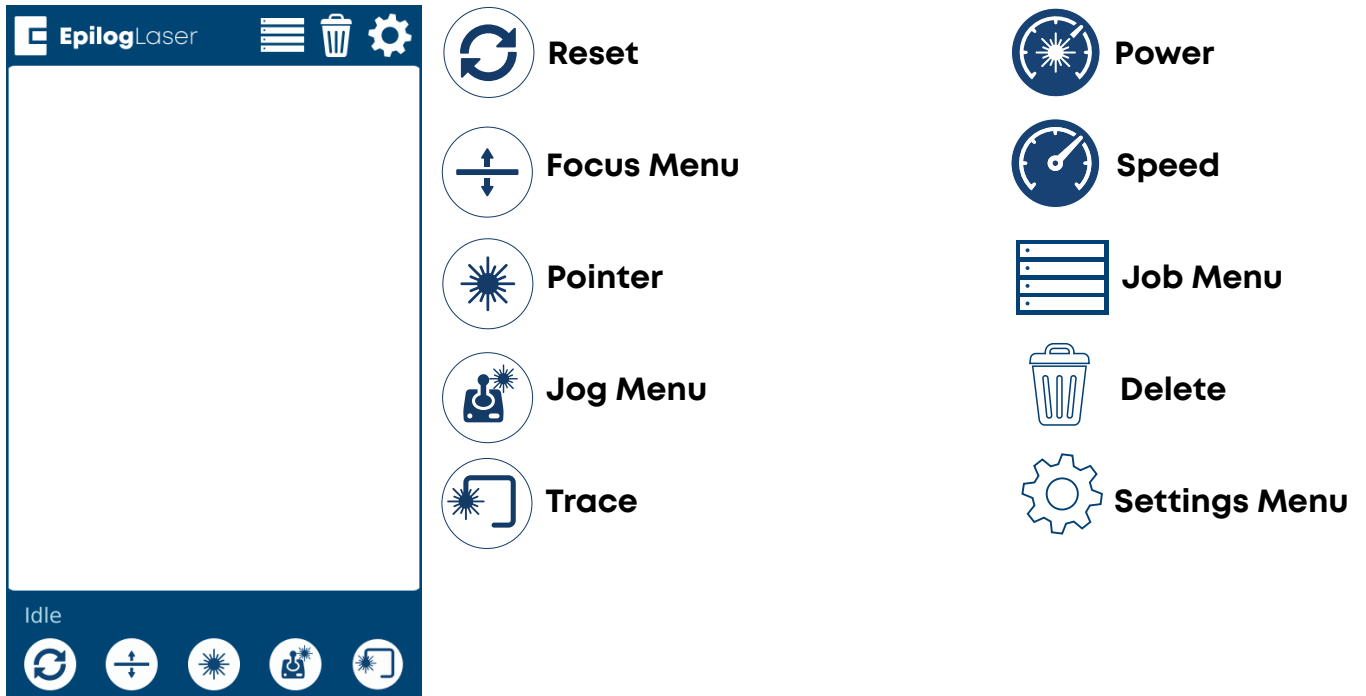 EpilogLaser
Idle
Reset
Focus Menu
Pointer
Jog Menu
Trace
Power
Speed
Job Menu
Delete
Settings Menu